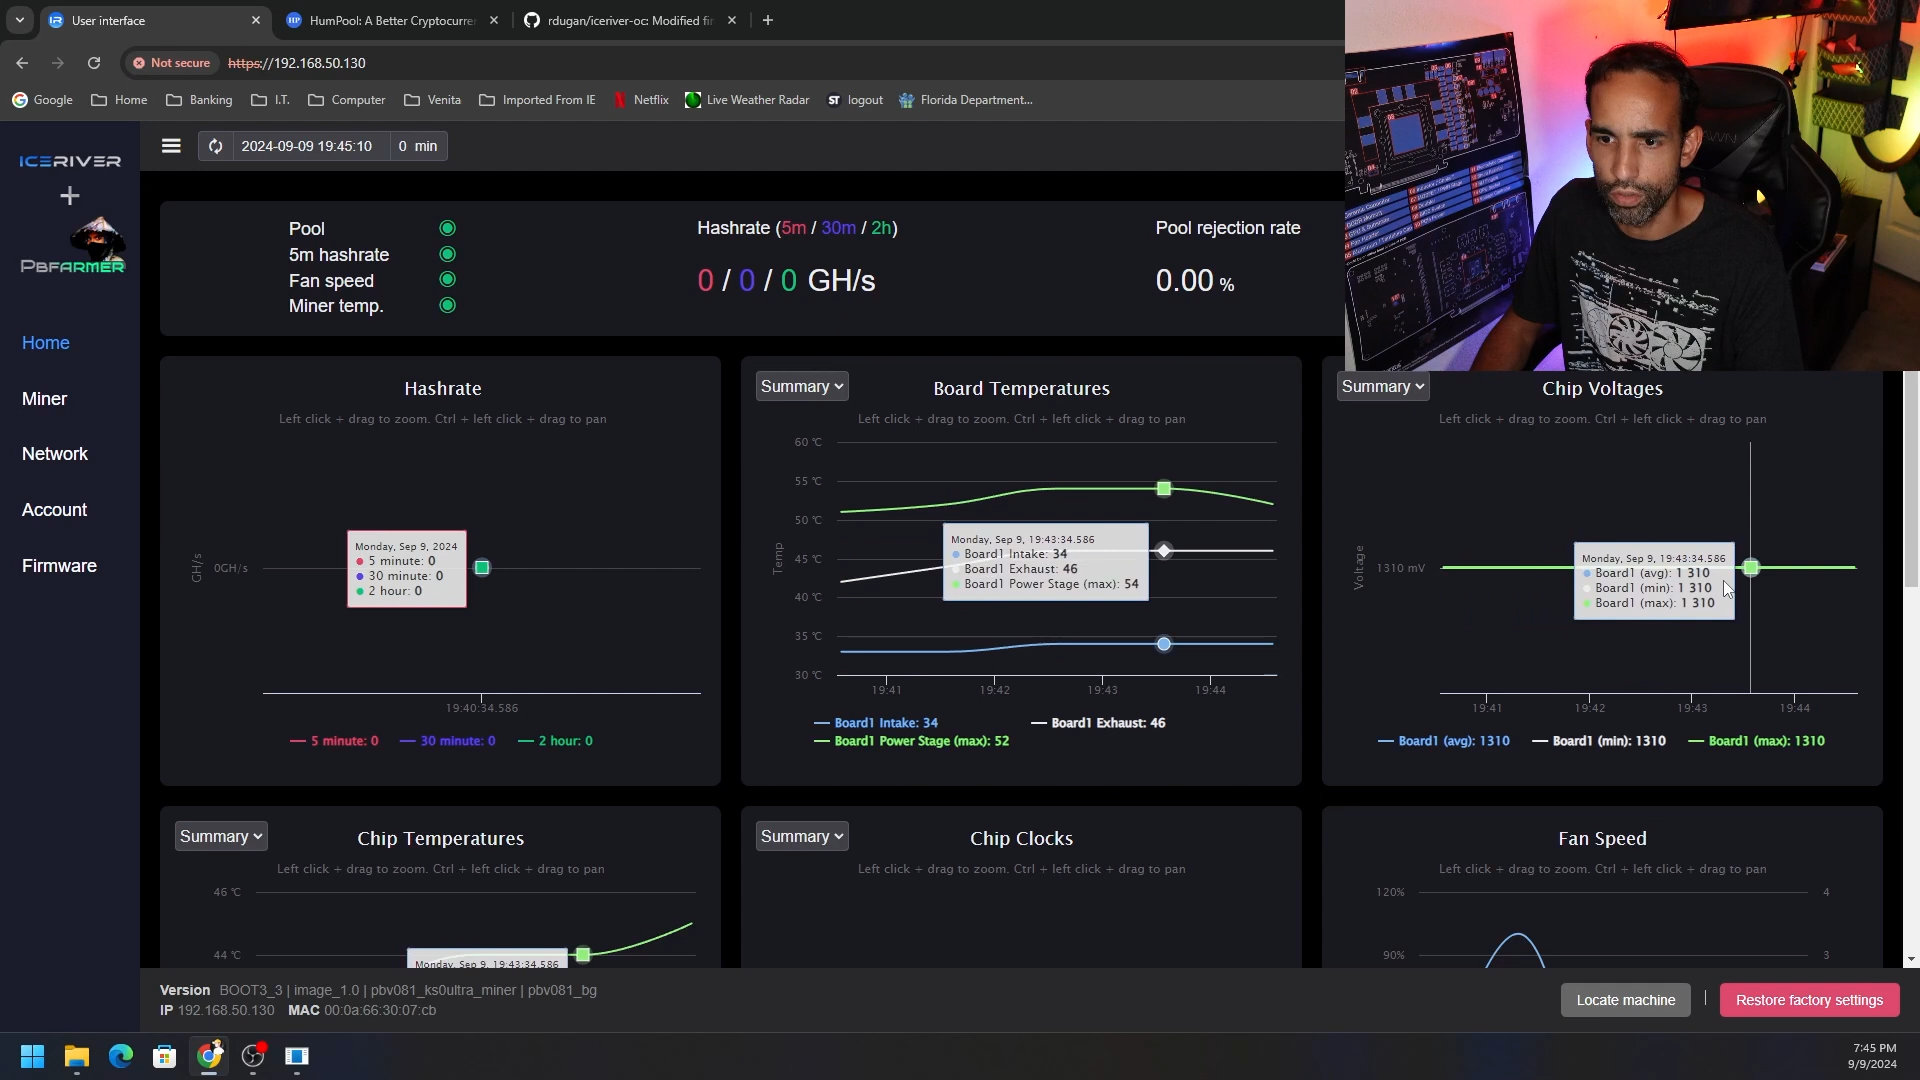 User interface
HumPool: A Better Cryptocurre
rdugan/iceriver-oc: Modified fi
Not secure
https://192.168.50.130
Google
Home
Banking
I.T.
Computer
Venita
Imported From IE
Netflix
Live Weather Radar
ST logout
Florida Department...
ICERIVER
+
PBFARMER
Home
Miner
Network
Account
Firmware
2024-09-09 19:45:10
0 min
Pool
5m hashrate
Fan speed
Miner temp.
Hashrate (5m / 30m / 2h)
0 / 0 / 0 GH/s
Pool rejection rate
0.00 %
Hashrate
Left click + drag to zoom. Ctrl + left click + drag to pan
GH/s
0GH/s
Monday, Sep 9, 2024
5 minute: 0
30 minute: 0
2 hour: 0
19:40:34.586
5 minute: 0
30 minute: 0
2 hour: 0
Summary
Board Temperatures
Left click + drag to zoom. Ctrl + left click + drag to pan
Temp
60 °C
55 °C
50 °C
45 °C
40 °C
35 °C
30 °C
Monday, Sep 9, 19:43:34.586
Board1 Intake: 34
Board1 Exhaust: 46
Board1 Power Stage (max): 54
19:41
19:42
19:43
19:44
Board1 Intake: 34
Board1 Exhaust: 46
Board1 Power Stage (max): 52
Summary
Chip Voltages
Left click + drag to zoom. Ctrl + left click + drag to pan
Voltage
1310 mV
Monday, Sep 9, 19:43:34.586
Board1 (avg): 1 310
Board1 (min): 1 310
Board1 (max): 1 310
19:41
19:42
19:43
19:44
Board1 (avg): 1310
Board1 (min): 1310
Board1 (max): 1310
Summary
Chip Temperatures
Left click + drag to zoom. Ctrl + left click + drag to pan
46 °C
44 °C
Monday, Sep 9, 19:43:34.586
Summary
Chip Clocks
Left click + drag to zoom. Ctrl + left click + drag to pan
Fan Speed
Left click + drag to zoom. Ctrl + left click + drag to pan
120%
90%
4
3
Version BOOT3_3 | image_1.0 | pbv081_ks0ultra_miner | pbv081_bg
IP 192.168.50.130 MAC 00:0a:66:30:07:cb
Locate machine
Restore factory settings
7:45 PM
9/9/2024